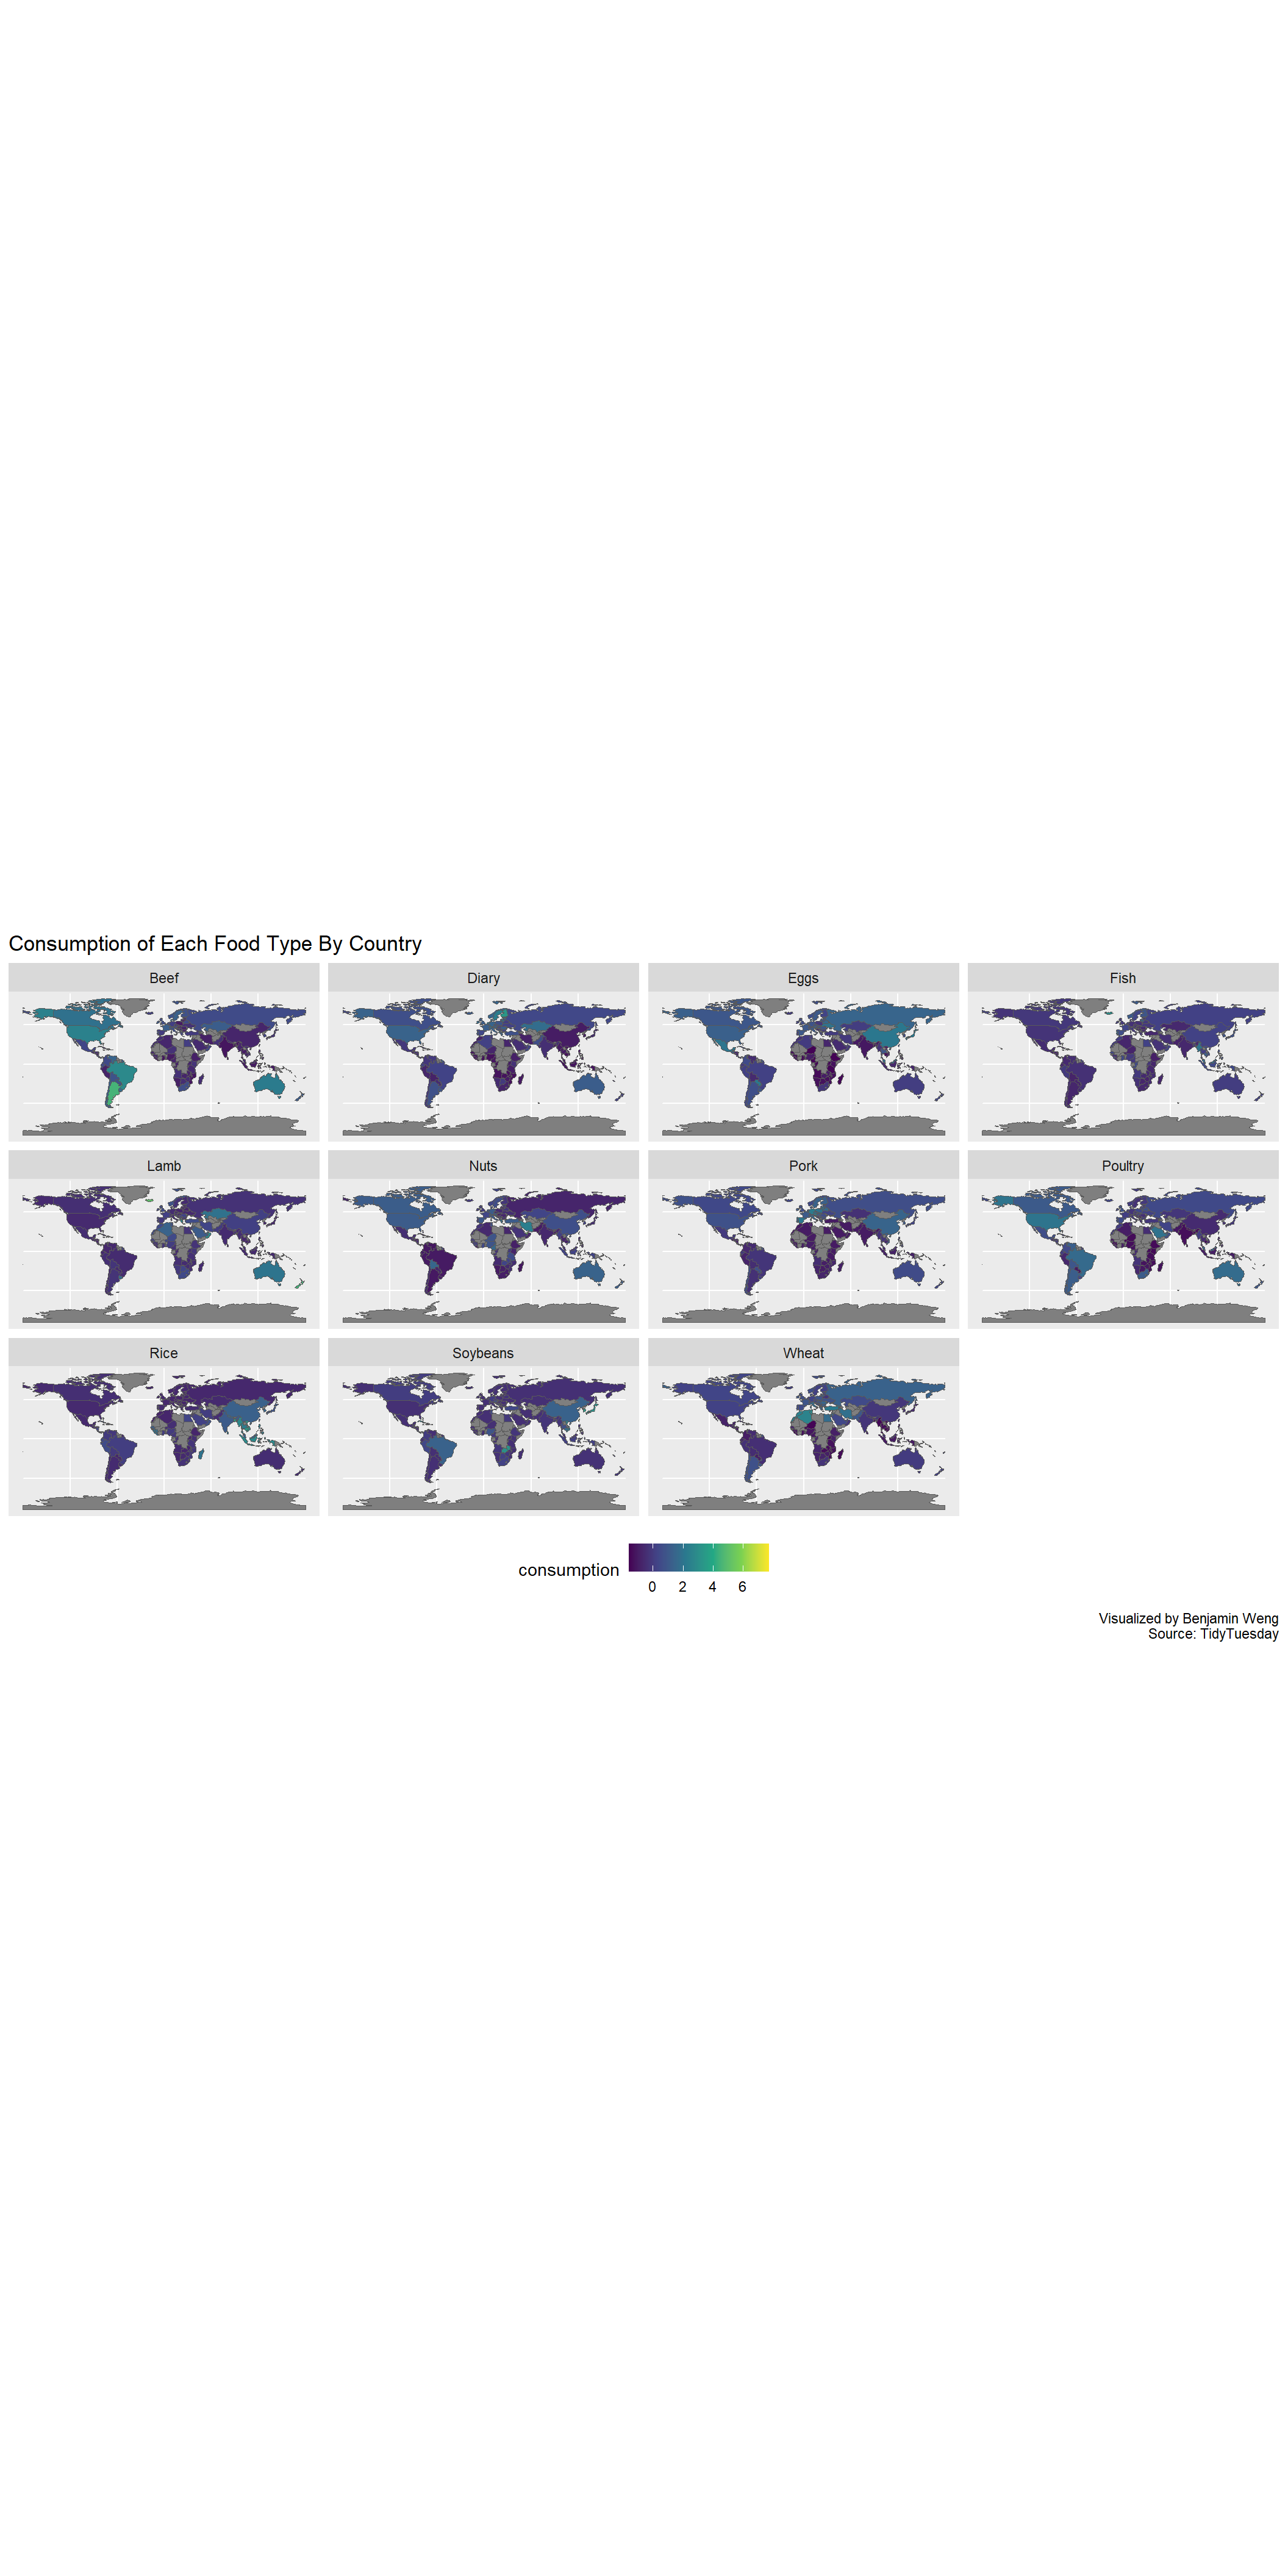 Consumption of Each Food Type By Country
Beef
Diary
Eggs
Fish
Lamb
Nuts
Pork
Poultry
Rice
Soybeans
Wheat
consumption
0 2 4 6
Visualized by Benjamin Weng
Source: TidyTuesday